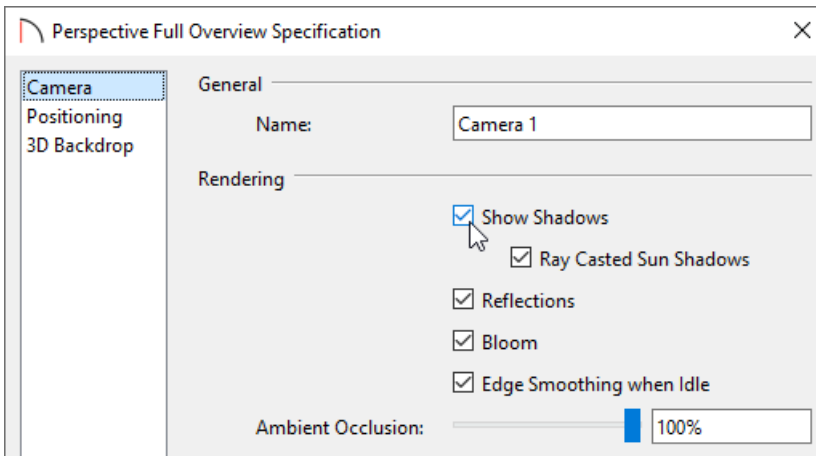 Perspective Full Overview Specification
Camera
Positioning
3D Backdrop
General
Name: Camera 1
Rendering
Show Shadows
Ray Casted Sun Shadows
Reflections
Bloom
Edge Smoothing when Idle
Ambient Occlusion: 100%